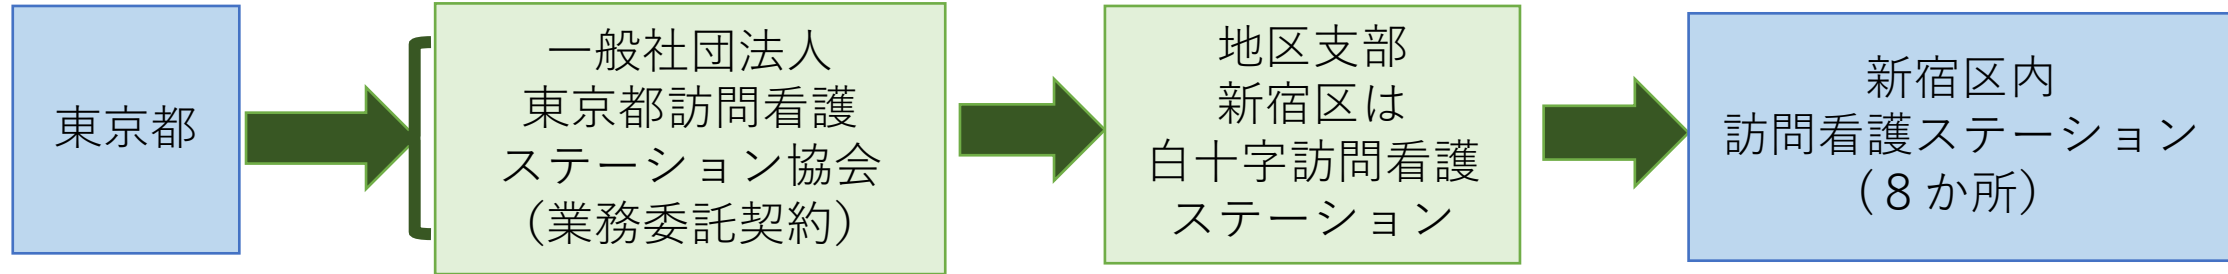 東京都
一般社団法人
東京都訪問看護
ステーション協会
（業務委託契約）
地区支部
新宿区は
白十字訪問看護
ステーション
新宿区内
訪問看護ステーション
（８か所）